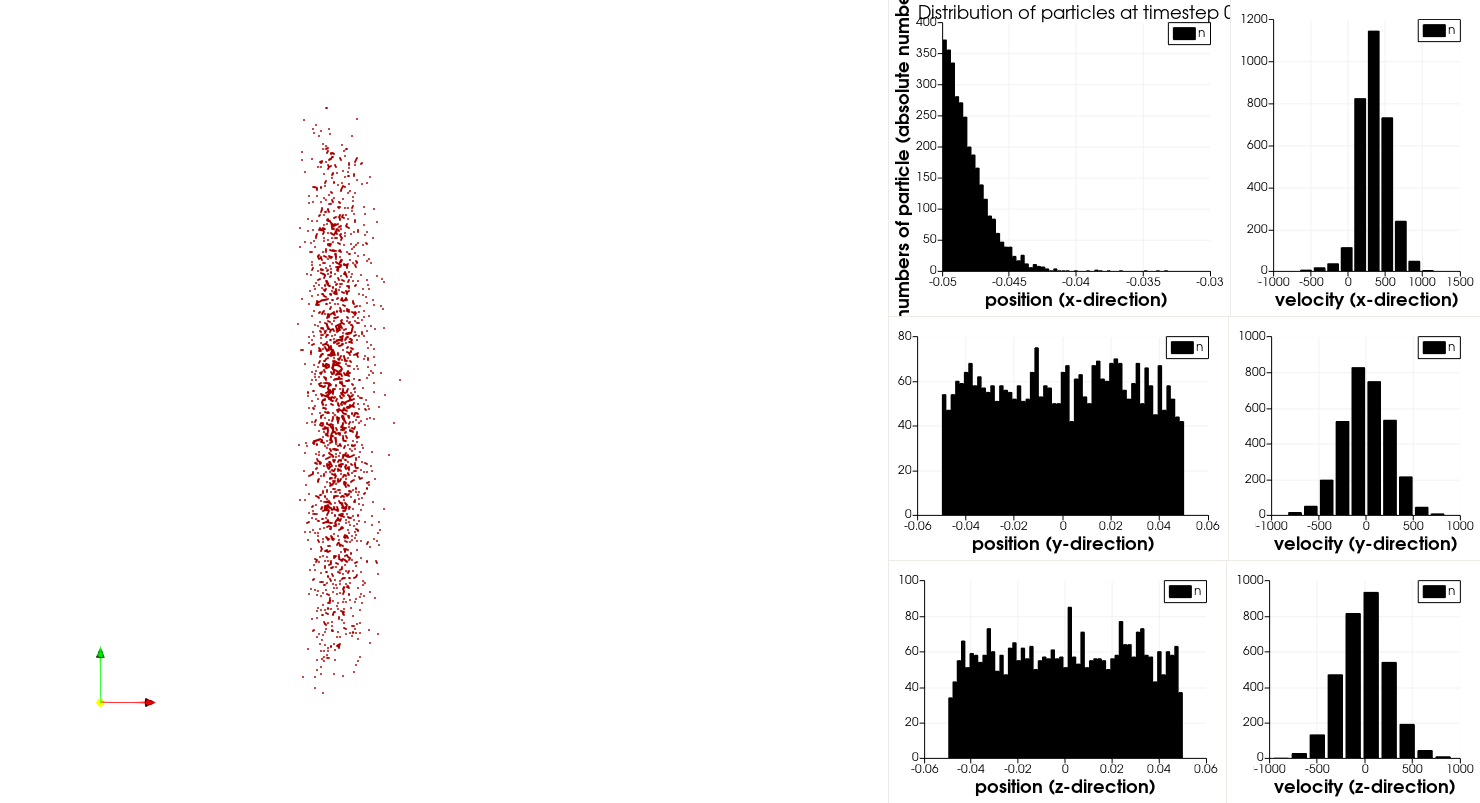 Distribution of particles at timestep 0
numbers of particle (absolute numbe
400
350
300
250
200
150
100
50
0
-0.05 -0.045 -0.04 -0.035 -0.03
position (x-direction)
n
1200
1000
800
600
400
200
0
-1000 -500 0 500 1000 1500
velocity (x-direction)
n
80
60
40
20
0
-0.06 -0.04 -0.02 0 0.02 0.04 0.06
position (y-direction)
n
1000
800
600
400
200
0
-1000 -500 0 500 1000
velocity (y-direction)
n
100
80
60
40
20
0
-0.06 -0.04 -0.02 0 0.02 0.04 0.06
position (z-direction)
n
1000
800
600
400
200
0
-1000 -500 0 500 1000
velocity (z-direction)
n